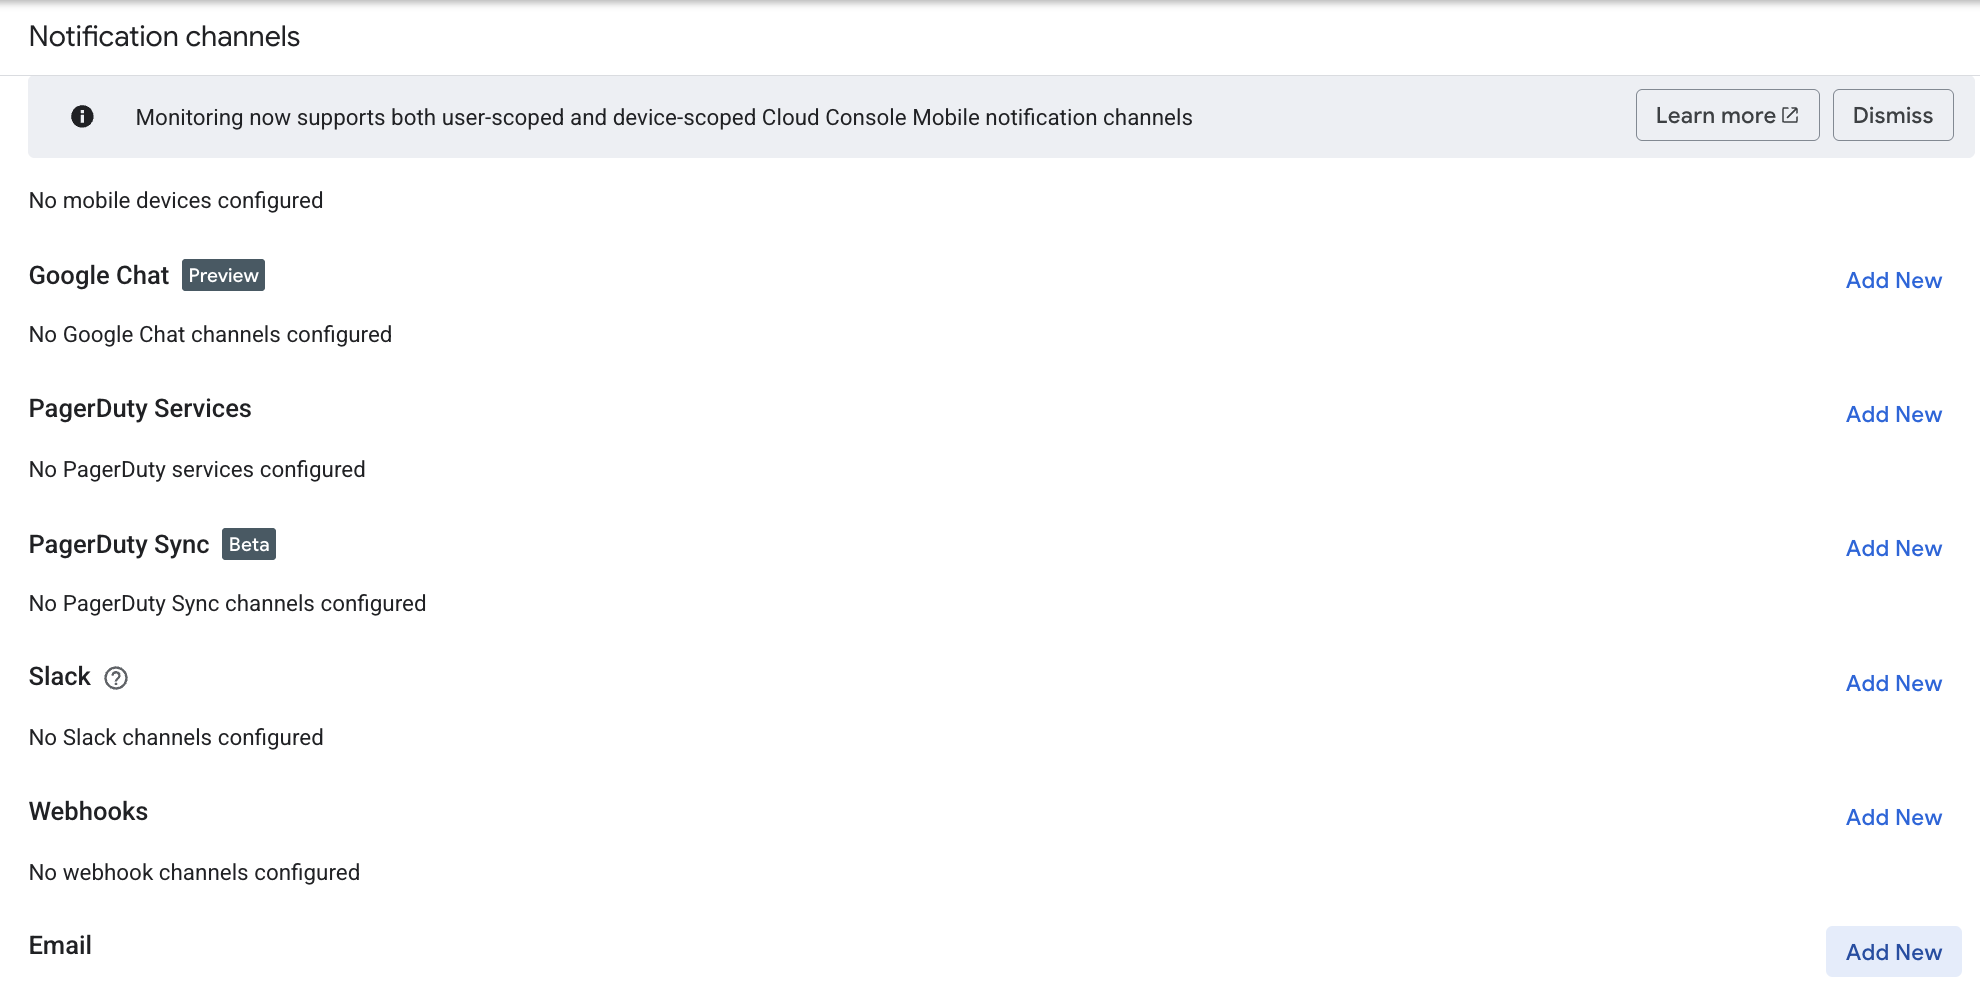 Notification channels
Monitoring now supports both user-scoped and device-scoped Cloud Console Mobile notification channels
Learn more
Dismiss
No mobile devices configured
Google Chat Preview
Add New
No Google Chat channels configured
PagerDuty Services
Add New
No PagerDuty services configured
PagerDuty Sync Beta
Add New
No PagerDuty Sync channels configured
Slack
Add New
No Slack channels configured
Webhooks
Add New
No webhook channels configured
Email
Add New